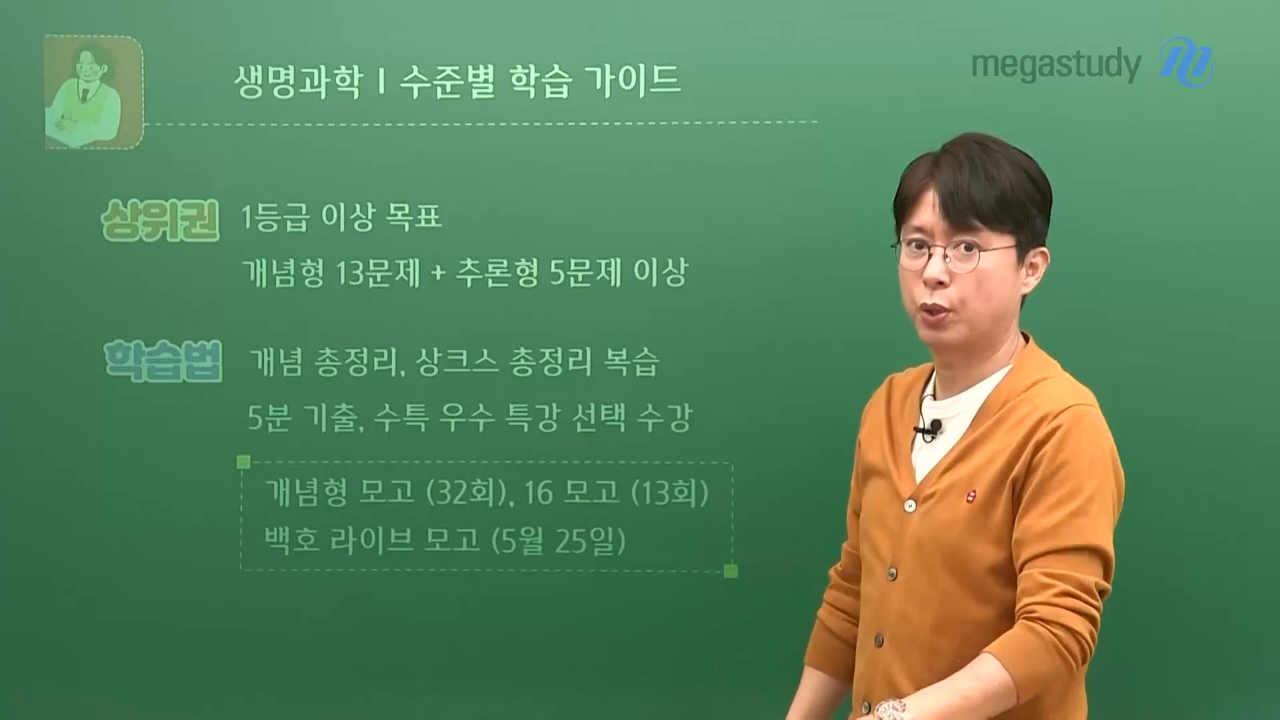 생명과학 I 수준별 학습 가이드
megastudy
상위권 1등급 이상 목표
개념형 13문제 + 추론형 5문제 이상
학습법 개념 총정리, 상크스 총정리 복습
5분 기출, 수특 우수 특강 선택 수강
개념형 모고 (32회), 16 모고 (13회)
백호 라이브 모고 (5월 25일)